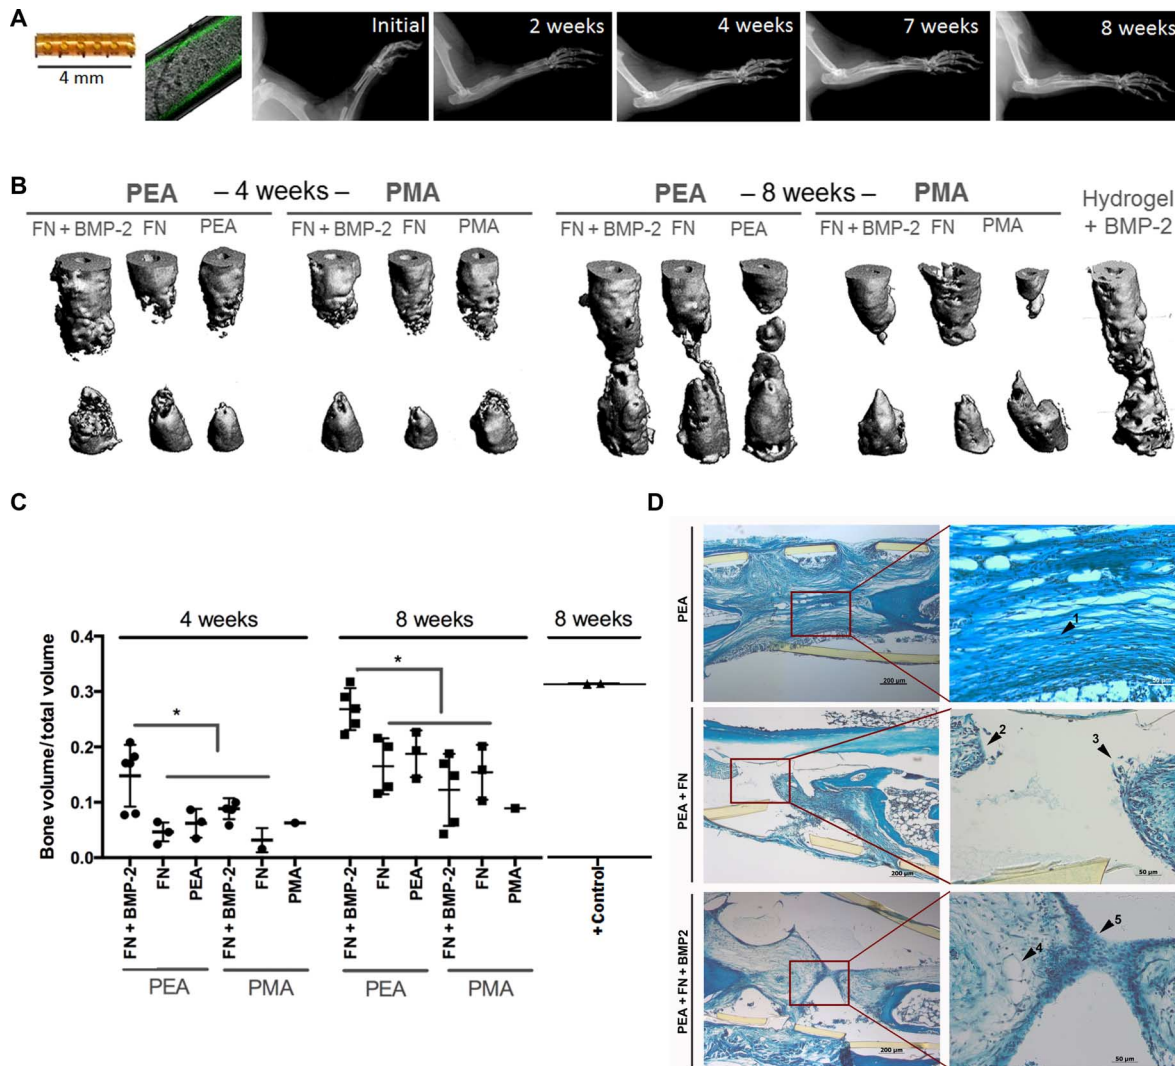 A
4 mm
Initial
2 weeks
4 weeks
7 weeks
8 weeks
B
PEA – 4 weeks – PMA
FN + BMP-2 FN PEA
FN + BMP-2 FN PMA
PEA – 8 weeks – PMA
FN + BMP-2 FN PEA
FN + BMP-2 FN PMA
Hydrogel
+ BMP-2
C
4 weeks
8 weeks
8 weeks
Bone volume/total volume
0.4
0.3
0.2
0.1
0.0
*
*
FN + BMP-2
FN
PEA
FN + BMP-2
FN
PMA
FN + BMP-2
FN
PEA
FN + BMP-2
FN
PMA
+ Control
PEA
PMA
PEA
PMA
D
PEA
200 µm
1
PEA + FN
200 µm
2
3
50 µm
PEA + FN + BMP2
200 µm
4
5
50 µm